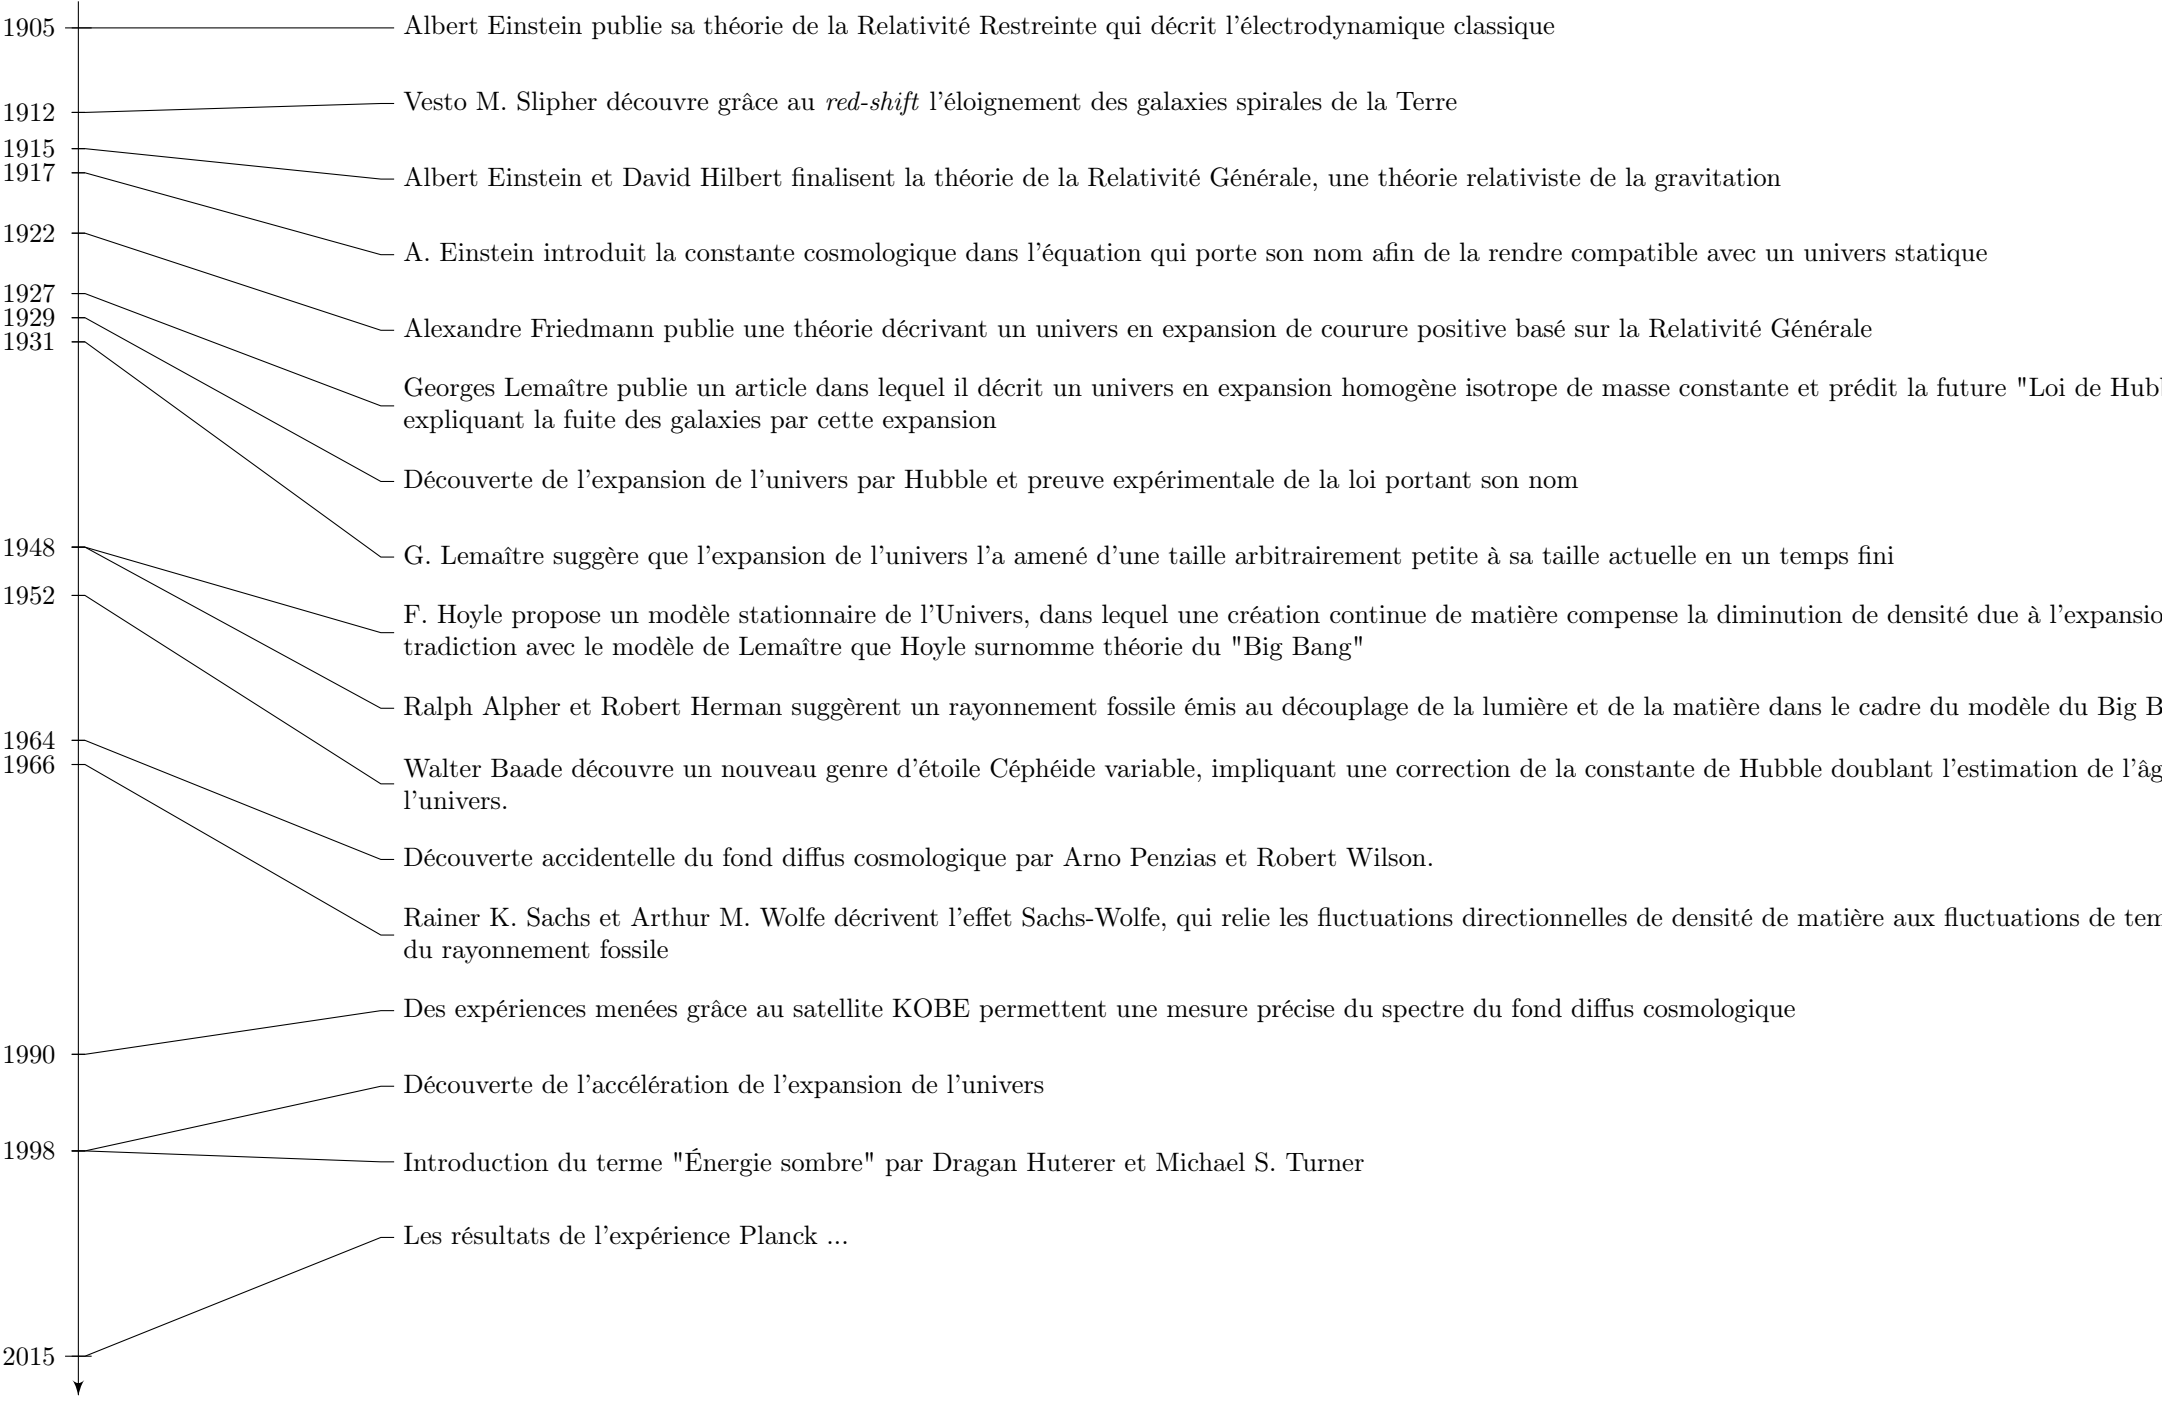 1905 Albert Einstein publie sa théorie de la Relativité Restreinte qui décrit l'électrodynamique classique
1912 Vesto M. Slipher découvre grâce au red-shift l'éloignement des galaxies spirales de la Terre
1915 Albert Einstein et David Hilbert finalisent la théorie de la Relativité Générale, une théorie relativiste de la gravitation
1917 A. Einstein introduit la constante cosmologique dans l'équation qui porte son nom afin de la rendre compatible avec un univers statique
1922 Alexandre Friedmann publie une théorie décrivant un univers en expansion de courure positive basé sur la Relativité Générale
1927 Georges Lemaître publie un article dans lequel il décrit un univers en expansion homogène isotrope de masse constante et prédit la future "Loi de
expliquant la fuite des galaxies par cette expansion
1929 Découverte de l'expansion de l'univers par Hubble et preuve expérimentale de la loi portant son nom
1931 G. Lemaître suggère que l'expansion de l'univers l'a amené d'une taille arbitrairement petite à sa taille actuelle en un temps fini
1948 F. Hoyle propose un modèle stationnaire de l'Univers, dans lequel une création continue de matière compense la diminution de densité due à
tradiction avec le modèle de Lemaître que Hoyle surnomme théorie du "Big Bang"
Ralph Alpher et Robert Herman suggèrent un rayonnement fossile émis au découplage de la lumière et de la matière dans le cadre du modèle du Big
1952 Walter Baade découvre un nouveau genre d'étoile Céphéide variable, impliquant une correction de la constante de Hubble doublant l'estimation de
l'univers.
1964 Découverte accidentelle du fond diffus cosmologique par Arno Penzias et Robert Wilson.
1966 Rainer K. Sachs et Arthur M. Wolfe décrivent l'effet Sachs-Wolfe, qui relie les fluctuations directionnelles de densité de matière aux fluctuations de
du rayonnement fossile
1990 Des expériences menées grâce au satellite KOBE permettent une mesure précise du spectre du fond diffus cosmologique
1998 Découverte de l'accélération de l'expansion de l'univers
Introduction du terme "Énergie sombre" par Dragan Huterer et Michael S. Turner
2015 Les résultats de l'expérience Planck ...